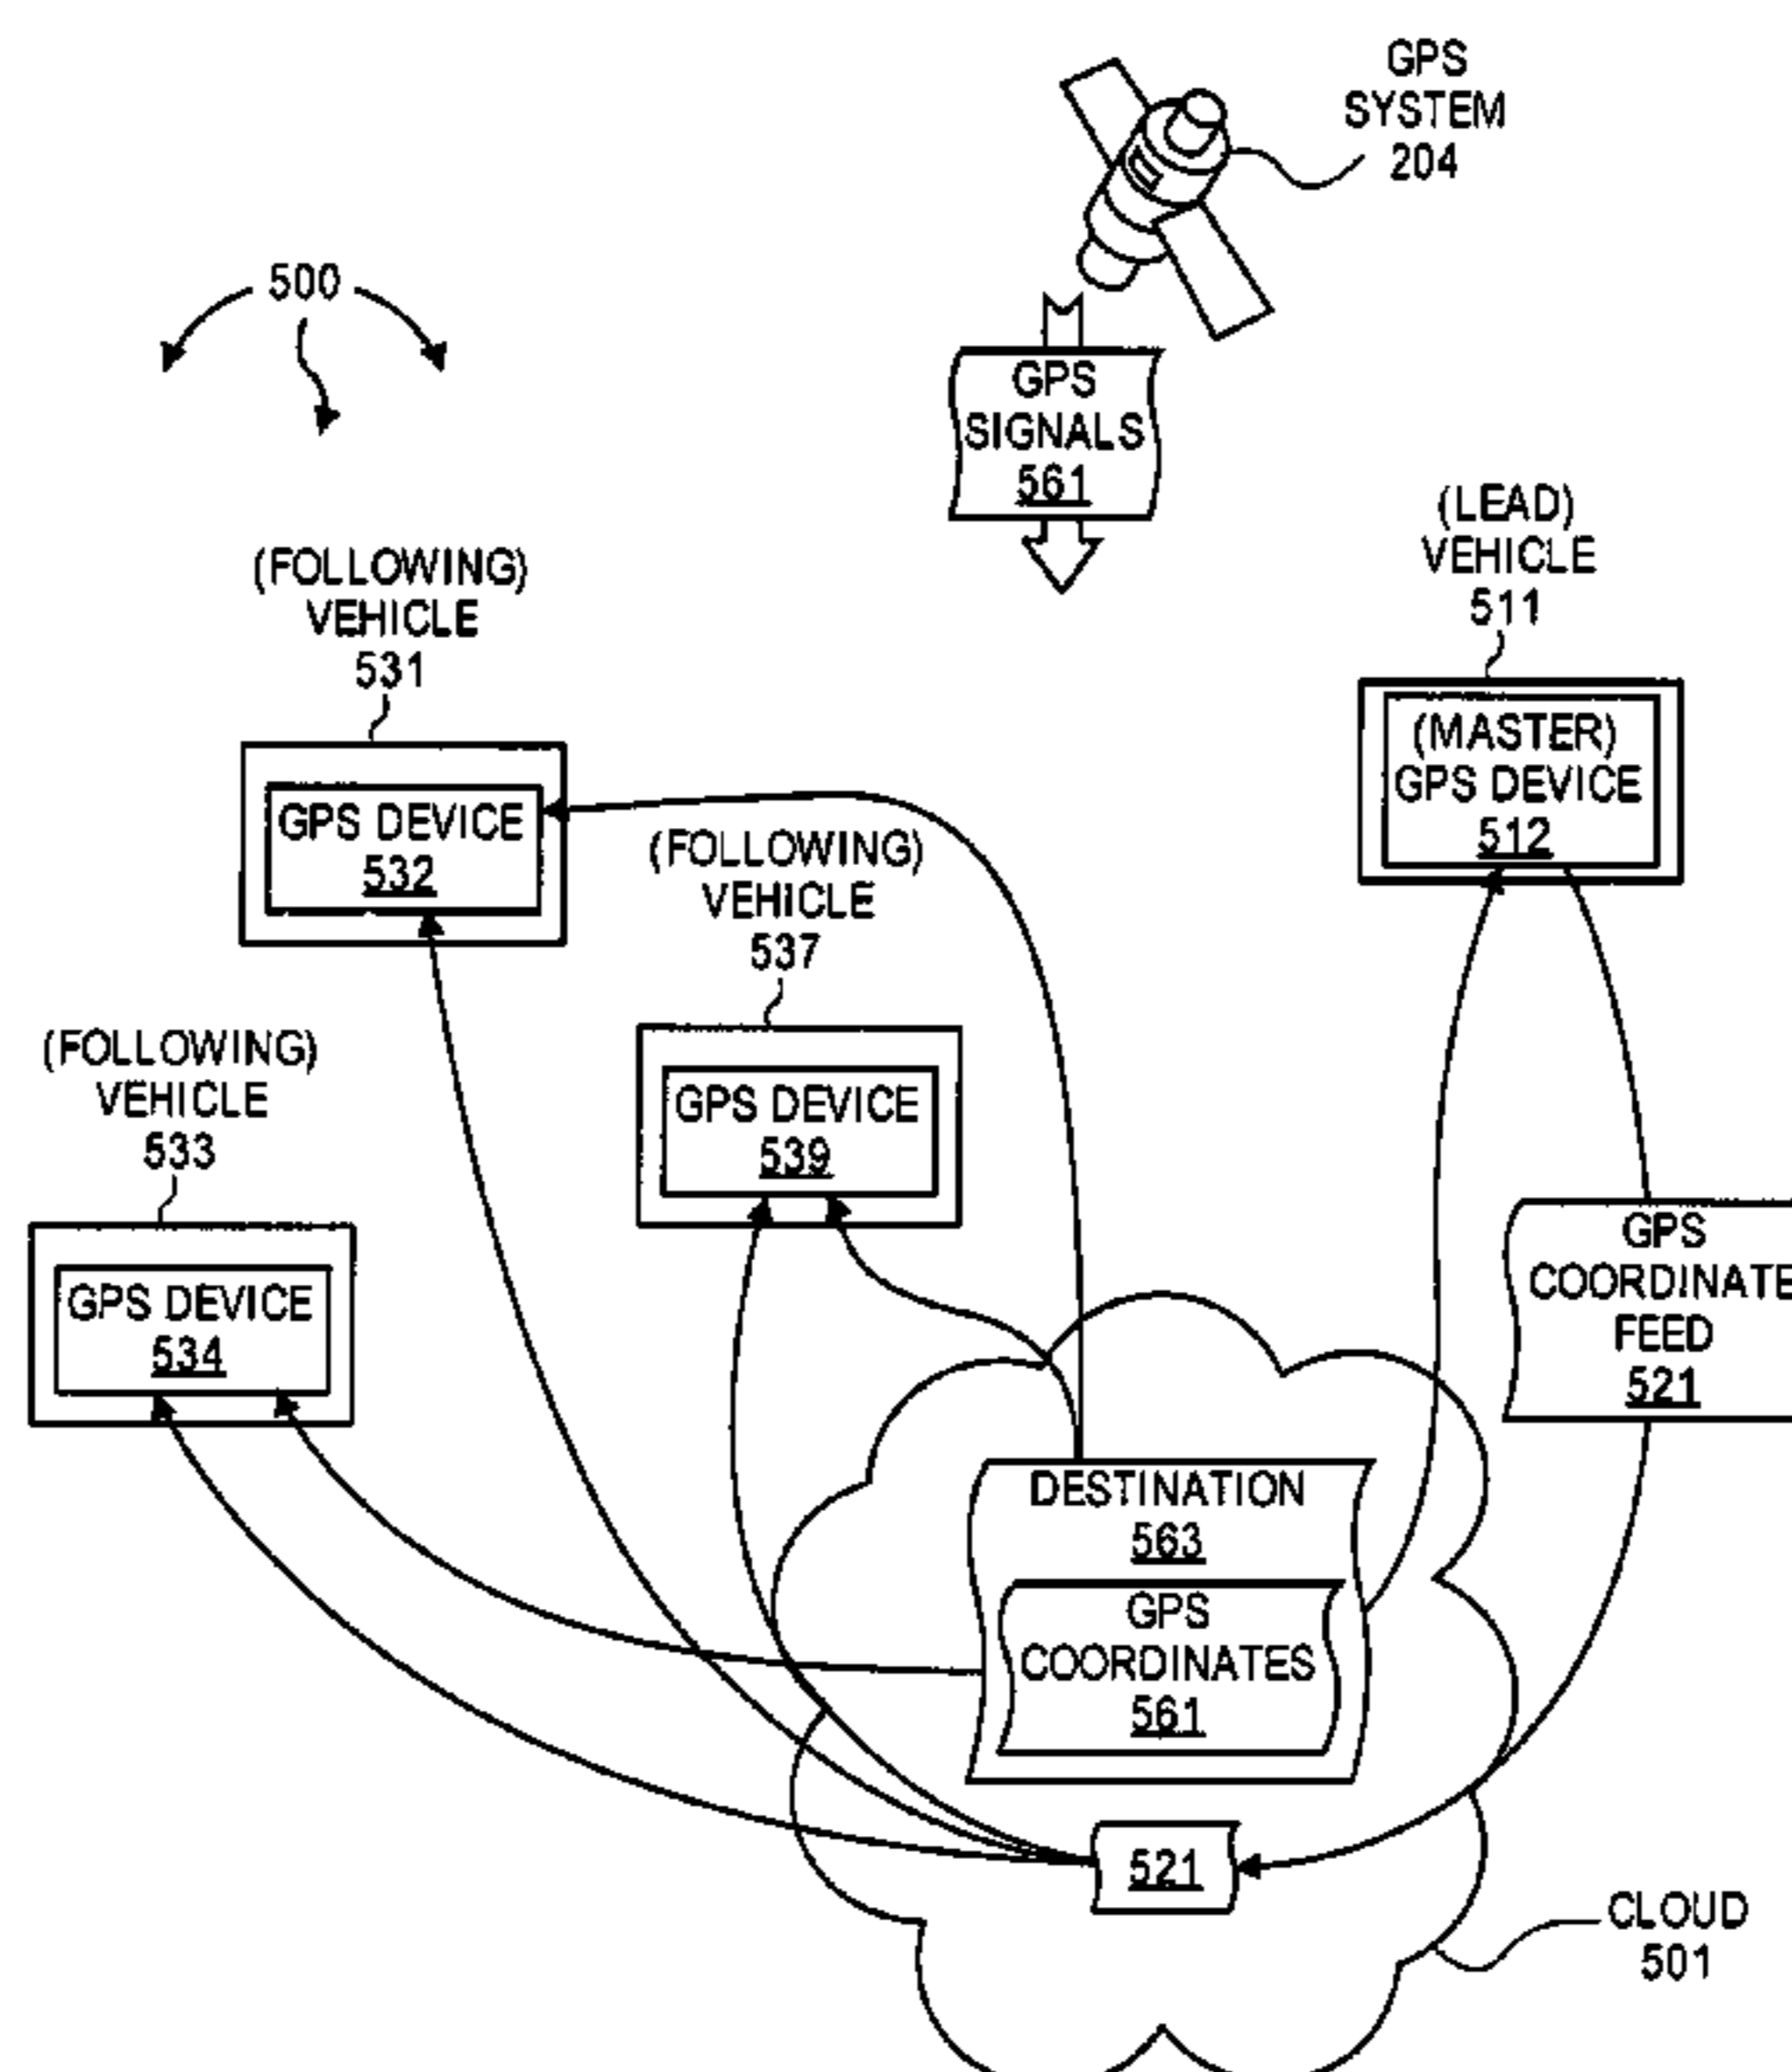 GPS
SYSTEM
204
500
GPS
SIGNALS
561
(LEAD)
VEHICLE
511
(MASTER)
GPS DEVICE
512
(FOLLOWING)
VEHICLE
531
GPS DEVICE
532
(FOLLOWING)
VEHICLE
537
GPS DEVICE
539
(FOLLOWING)
VEHICLE
533
GPS DEVICE
534
GPS
COORDINATE
FEED
521
DESTINATION
563
GPS
COORDINATES
561
521
CLOUD
501